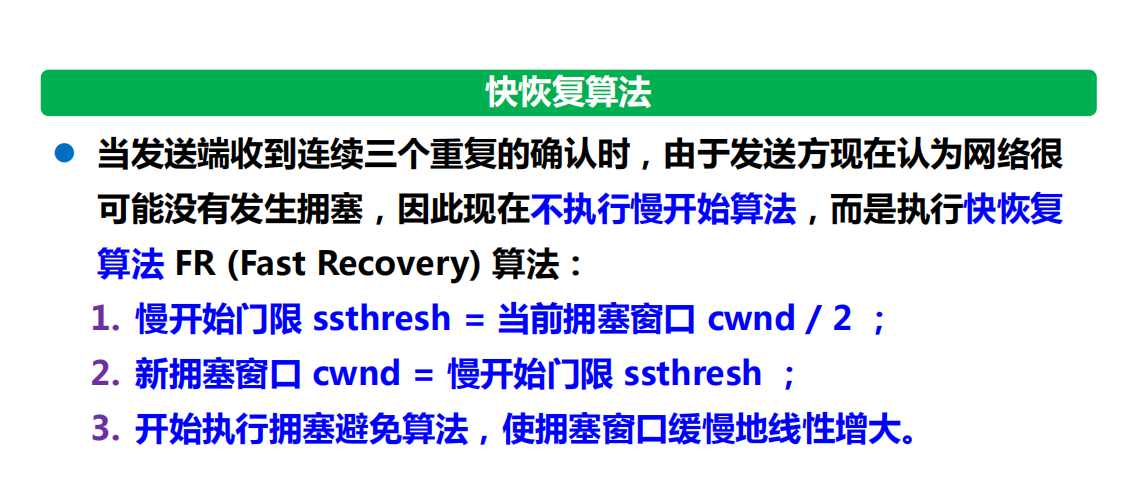 快恢复算法
当发送端收到连续三个重复的确认时，由于发送方现在认为网络很
可能没有发生拥塞，因此现在不执行慢开始算法，而是执行快恢复
算法 FR (Fast Recovery) 算法：
1. 慢开始门限 ssthresh = 当前拥塞窗口 cwnd / 2 ；
2. 新拥塞窗口 cwnd = 慢开始门限 ssthresh ；
3. 开始执行拥塞避免算法，使拥塞窗口缓慢地线性增大。